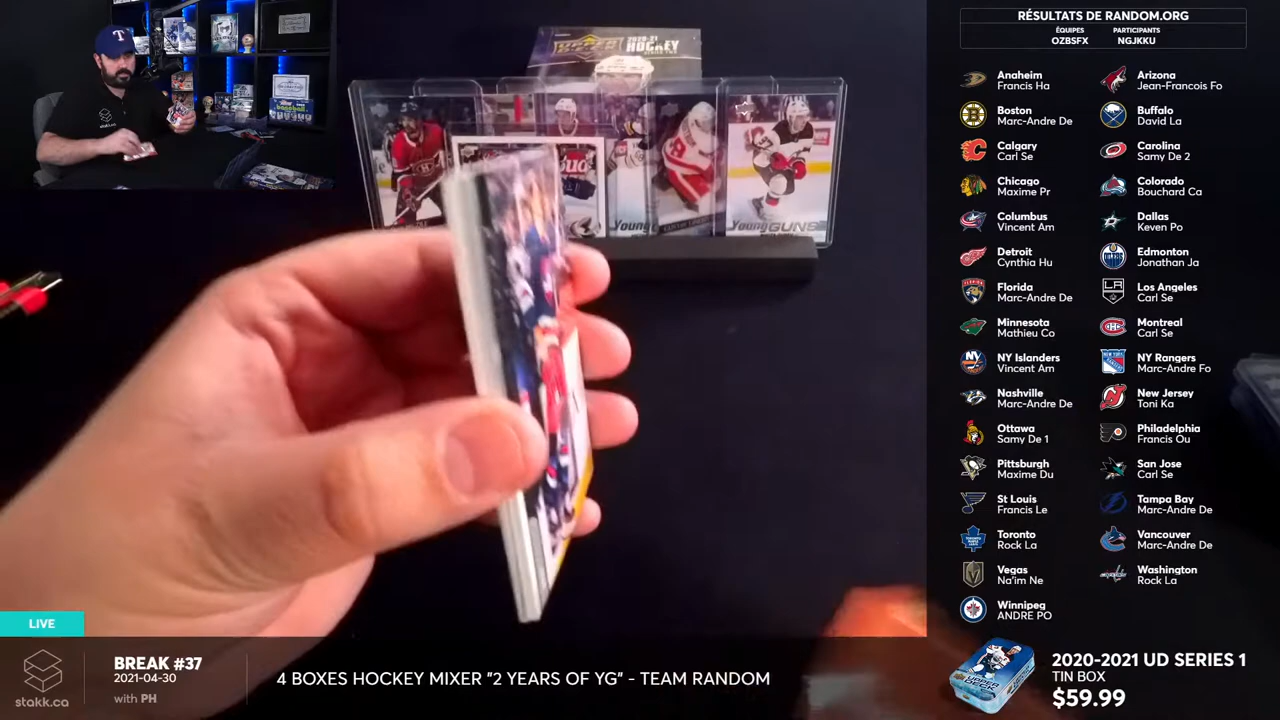 RÉSULTATS DE RANDOM.ORG
ÉQUIPES
OZBSFX
PARTICIPANTS
NGJKKU
Anaheim
Francis Ha
Arizona
Jean-Francois Fo
Boston
Marc-Andre De
Buffalo
David La
Calgary
Carl Se
Carolina
Samy De 2
Chicago
Maxime Pr
Colorado
Bouchard Ca
Columbus
Vincent Am
Dallas
Keven Po
Detroit
Cynthia Hu
Edmonton
Jonathan Ja
Florida
Marc-Andre De
Los Angeles
Carl Se
Minnesota
Mathieu Co
Montreal
Carl Se
NY Islanders
Vincent Am
NY Rangers
Marc-Andre Fo
Nashville
Marc-Andre De
New Jersey
Toni Ka
Ottawa
Samy De 1
Philadelphia
Francis Ou
Pittsburgh
Maxime Du
San Jose
Carl Se
St Louis
Francis Le
Tampa Bay
Marc-Andre De
Toronto
Rock La
Vancouver
Marc-Andre De
Vegas
Na'im Ne
Washington
Rock La
Winnipeg
ANDRE PO
2020-21
HOCKEY
Young
Young GUNS
LIVE
stakk.ca
BREAK #37
2021-04-30
with PH
4 BOXES HOCKEY MIXER "2 YEARS OF YG" - TEAM RANDOM
2020-2021 UD SERIES 1
TIN BOX
$59.99